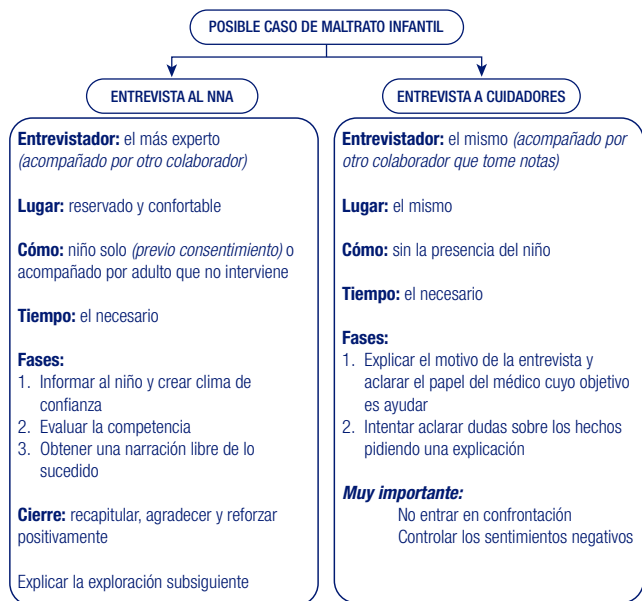 POSIBLE CASO DE MALTRATO INFANTIL
ENTREVISTA AL NNA
Entrevistador: el más experto
(acompañado por otro colaborador)
Lugar: reservado y confortable
Cómo: niño solo (previo consentimiento) o
acompañado por adulto que no interviene
Tiempo: el necesario
Fases:
1. Informar al niño y crear clima de
confianza
2. Evaluar la competencia
3. Obtener una narración libre de lo
sucedido
Cierre: recapitular, agradecer y reforzar
positivamente
Explicar la exploración subsiguiente
ENTREVISTA A CUIDADORES
Entrevistador: el mismo (acompañado por
otro colaborador que tome notas)
Lugar: el mismo
Cómo: sin la presencia del niño
Tiempo: el necesario
Fases:
1. Explicar el motivo de la entrevista y
aclarar el papel del médico cuyo objetivo
es ayudar
2. Intentar aclarar dudas sobre los hechos
pidiendo una explicación
Muy importante:
No entrar en confrontación
Controlar los sentimientos negativos